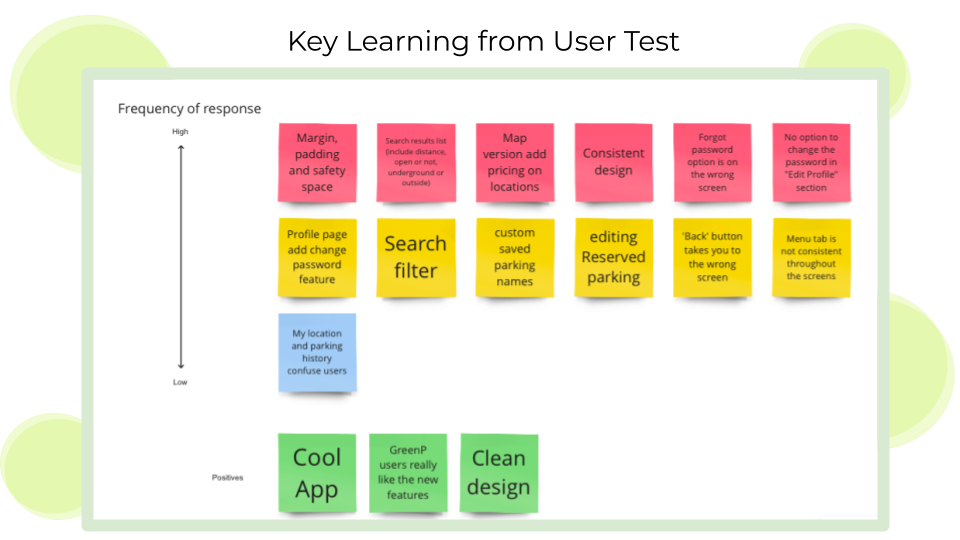 Key Learning from User Test
Frequency of response
High
Margin,
padding
and safety
space
Search results list
(include distance,
open or not,
underground or
outside)
Map
version add
pricing on
locations
Consistent
design
Forgot
password
option is on
the wrong
screen
No option to
change the
password in
"Edit Profile"
section
Profile page
add change
password
feature
Search
filter
custom
saved
parking
names
editing
Reserved
parking
'Back' button
takes you to
the wrong
screen
Menu tab is
not consistent
throughout
the screens
My location
and parking
history
confuse users
Low
Positives
Cool
App
GreenP
users really
like the new
features
Clean
design